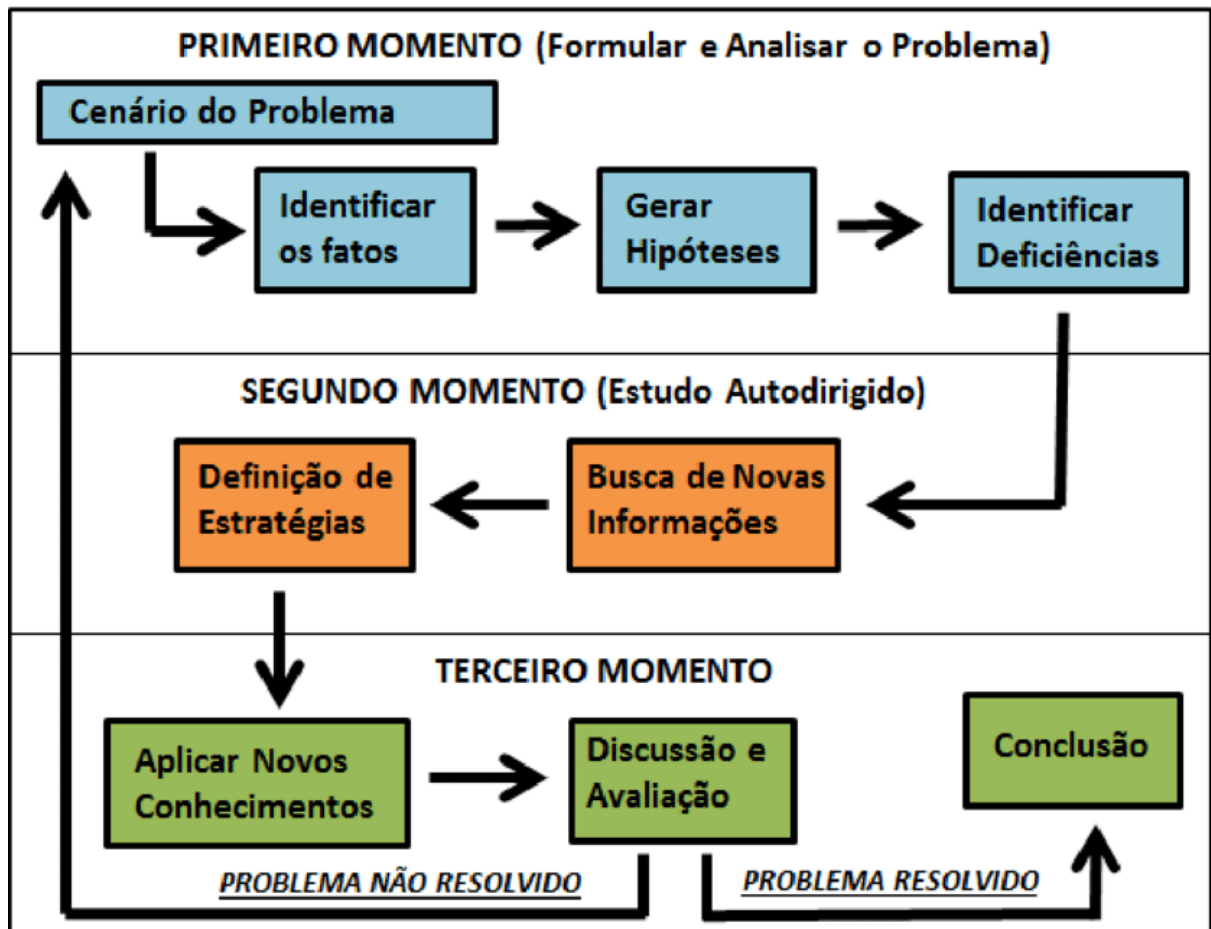 PRIMEIRO MOMENTO (Formular e Analisar o Problema)
Cenário do Problema
Identificar
os fatos
Gerar
Hipóteses
Identificar
Deficiências
SEGUNDO MOMENTO (Estudo Autodirigido)
Definição de
Estratégias
Busca de Novas
Informações
TERCEIRO MOMENTO
Aplicar Novos
Conhecimentos
Discussão e
Avaliação
Conclusão
PROBLEMA NÃO RESOLVIDO
PROBLEMA RESOLVIDO